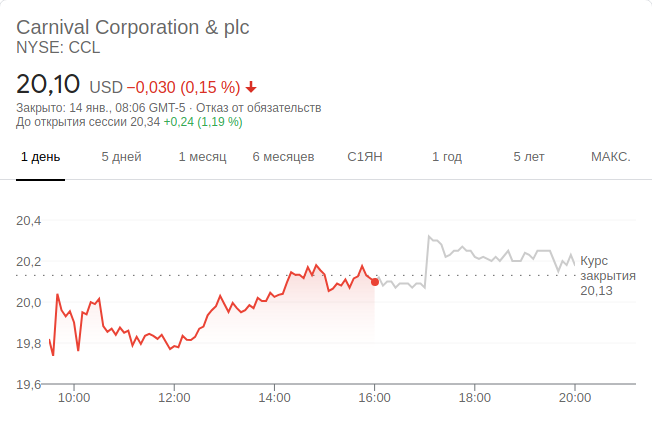 Carnival Corporation & plc
NYSE: CCL
20,10 USD −0,030 (0,15 %)
Закрыто: 14 янв., 08:06 GMT-5 · Отказ от обязательств
До открытия сессии 20,34 +0,24 (1,19 %)
1 день 5 дней 1 месяц 6 месяцев С1ЯН 1 год 5 лет МАКС.
20,4
20,2
20,0
19,8
19,6
Курс
закрытия
20,13
10:00 12:00 14:00 16:00 18:00 20:00